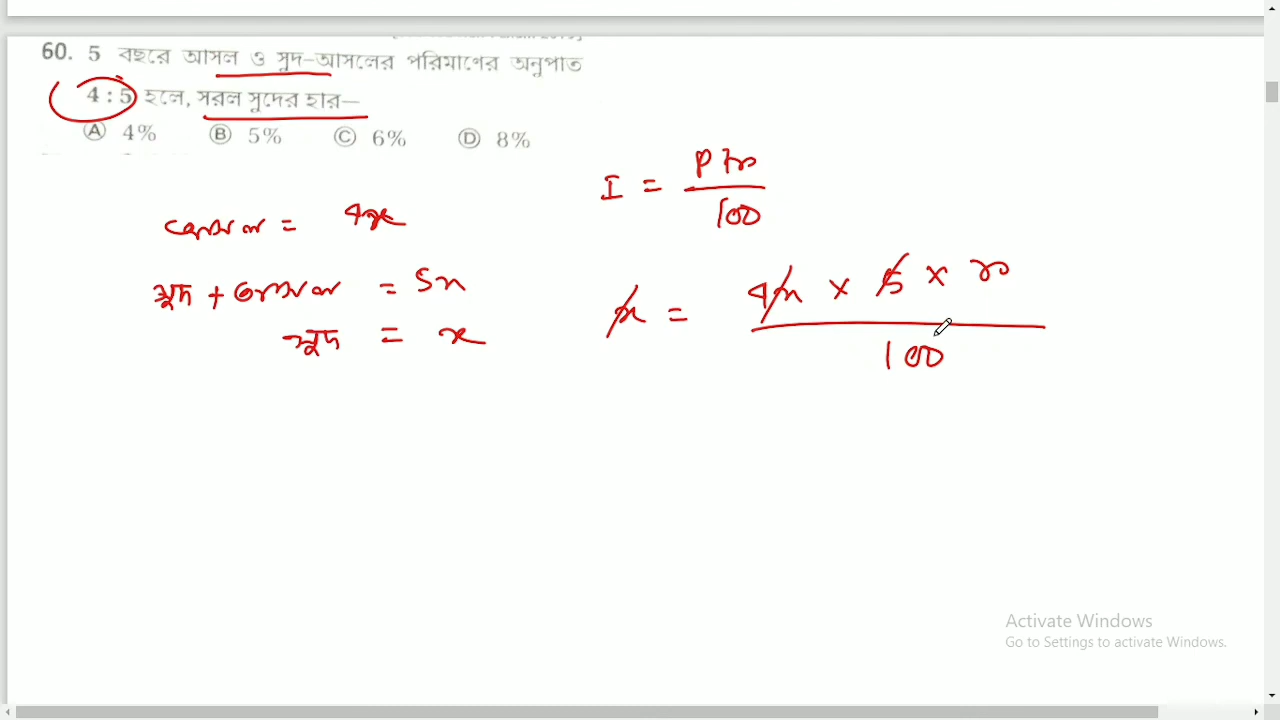 60. 5 বছরে আসল ও সুদ–আসলের পরিমাণের অনুপাত
4 : 5 হলে, সরল সুদের হার—
Ⓐ 4% Ⓑ 5% Ⓒ 6% Ⓓ 8%
I = PTr / 100
আসল = 4x
সুদ + আসল = 5x
সুদ = x
x = 4x × 5 × r / 100
Activate Windows
Go to Settings to activate Windows.